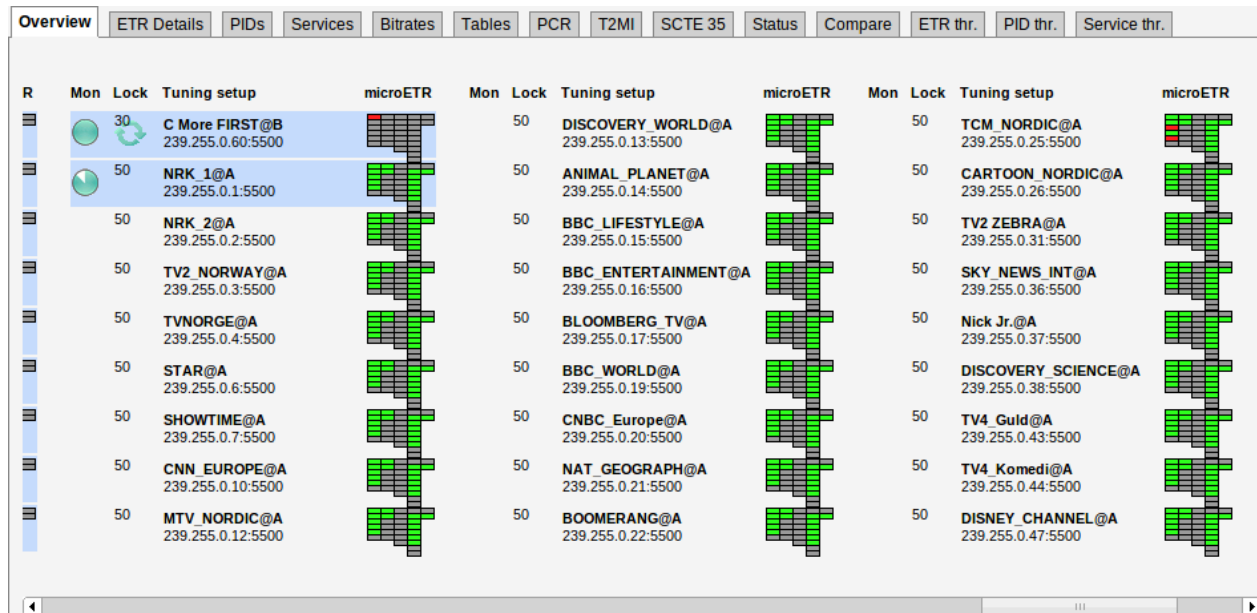 Overview ETR Details PIDs Services Bitrates Tables PCR T2MI SCTE 35 Status Compare ETR thr. PID thr. Service thr.
R Mon Lock Tuning setup microETR Mon Lock Tuning setup microETR Mon Lock Tuning setup microETR
30 C More FIRST@B 50 DISCOVERY_WORLD@A 50 TCM_NORDIC@A
239.255.0.60:5500 239.255.0.13:5500 239.255.0.25:5500
50 NRK_1@A 50 ANIMAL_PLANET@A 50 CARTOON_NORDIC@A
239.255.0.1:5500 239.255.0.14:5500 239.255.0.26:5500
50 NRK_2@A 50 BBC_LIFESTYLE@A 50 TV2 ZEBRA@A
239.255.0.2:5500 239.255.0.15:5500 239.255.0.31:5500
50 TV2_NORWAY@A 50 BBC_ENTERTAINMENT@A 50 SKY_NEWS_INT@A
239.255.0.3:5500 239.255.0.16:5500 239.255.0.36:5500
50 TVNORGE@A 50 BLOOMBERG_TV@A 50 Nick Jr.@A
239.255.0.4:5500 239.255.0.17:5500 239.255.0.37:5500
50 STAR@A 50 BBC_WORLD@A 50 DISCOVERY_SCIENCE@A
239.255.0.6:5500 239.255.0.19:5500 239.255.0.38:5500
50 SHOWTIME@A 50 CNBC_Europe@A 50 TV4_Guld@A
239.255.0.7:5500 239.255.0.20:5500 239.255.0.43:5500
50 CNN_EUROPE@A 50 NAT_GEOGRAPH@A 50 TV4_Komedi@A
239.255.0.10:5500 239.255.0.21:5500 239.255.0.44:5500
50 MTV_NORDIC@A 50 BOOMERANG@A 50 DISNEY_CHANNEL@A
239.255.0.12:5500 239.255.0.22:5500 239.255.0.47:5500